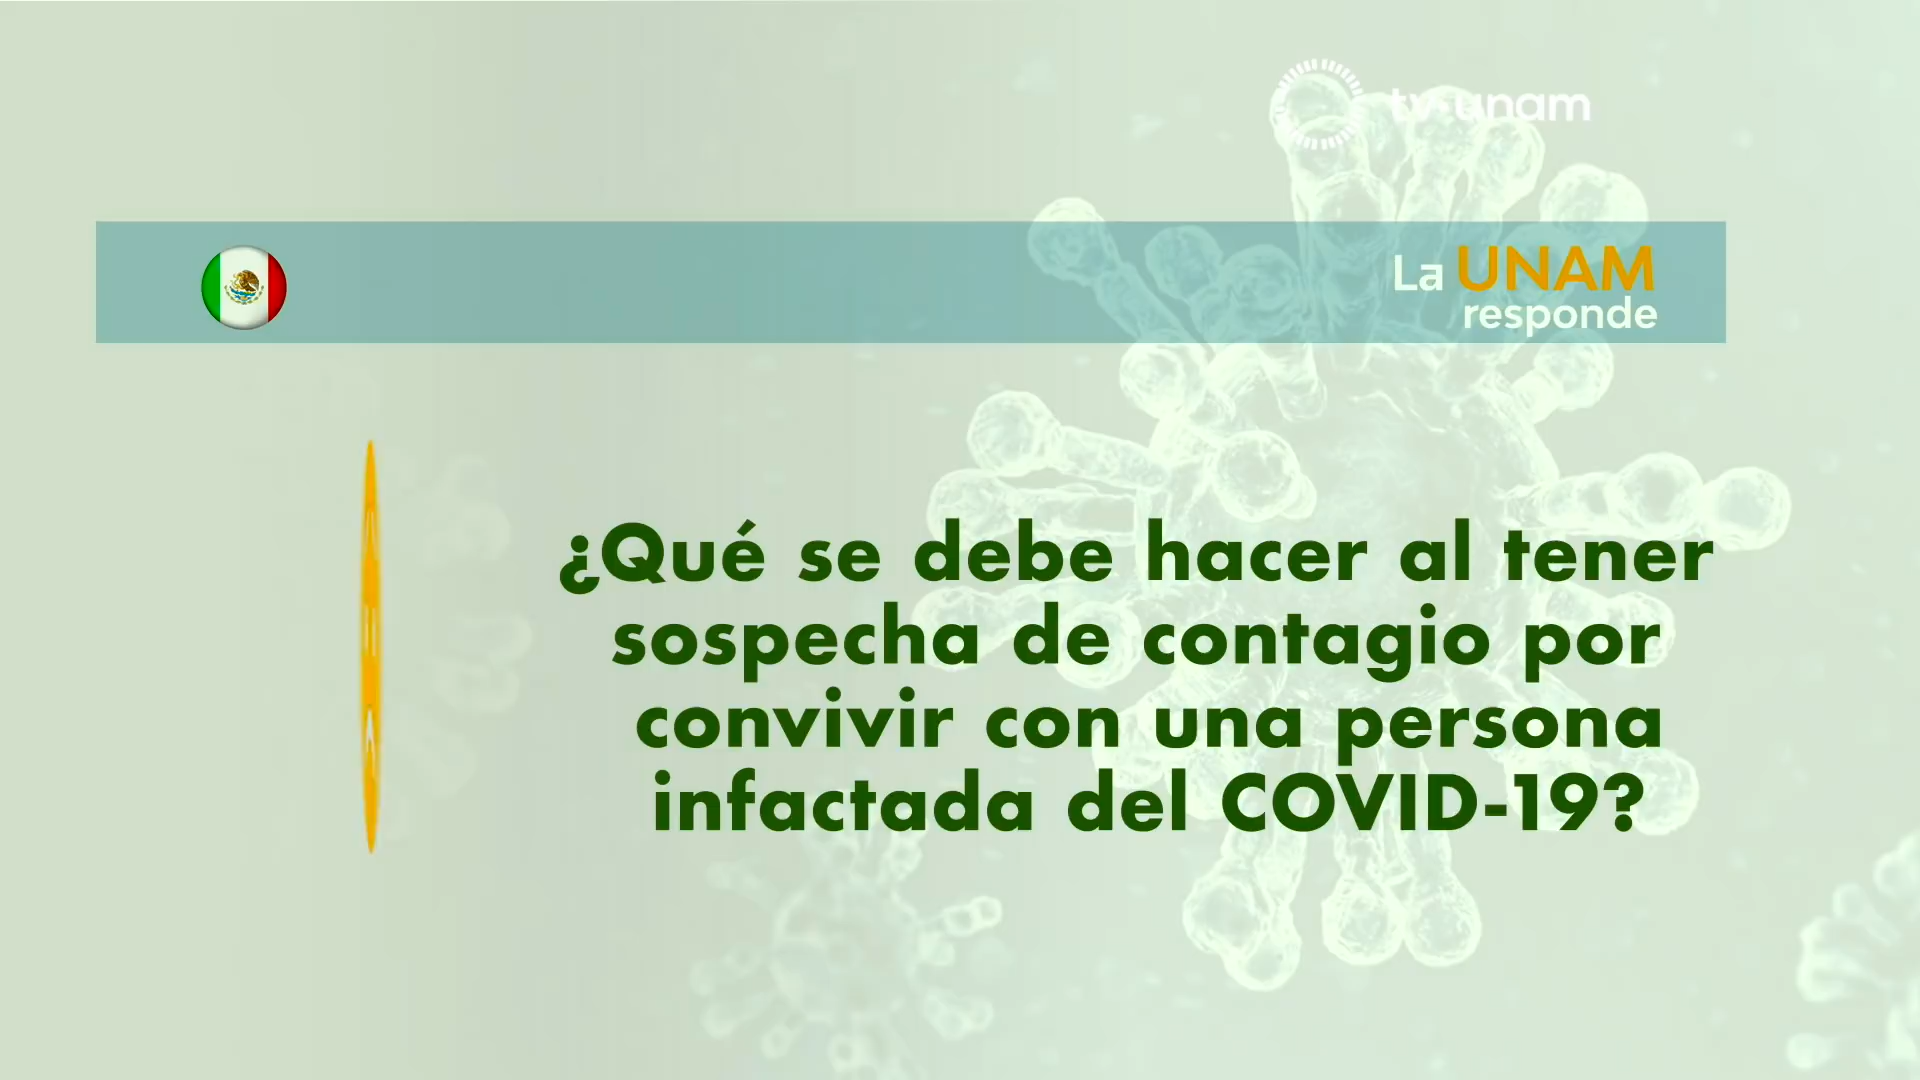 tv·unam
La UNAM
responde
¿Qué se debe hacer al tener
sospecha de contagio por
convivir con una persona
infactada del COVID-19?